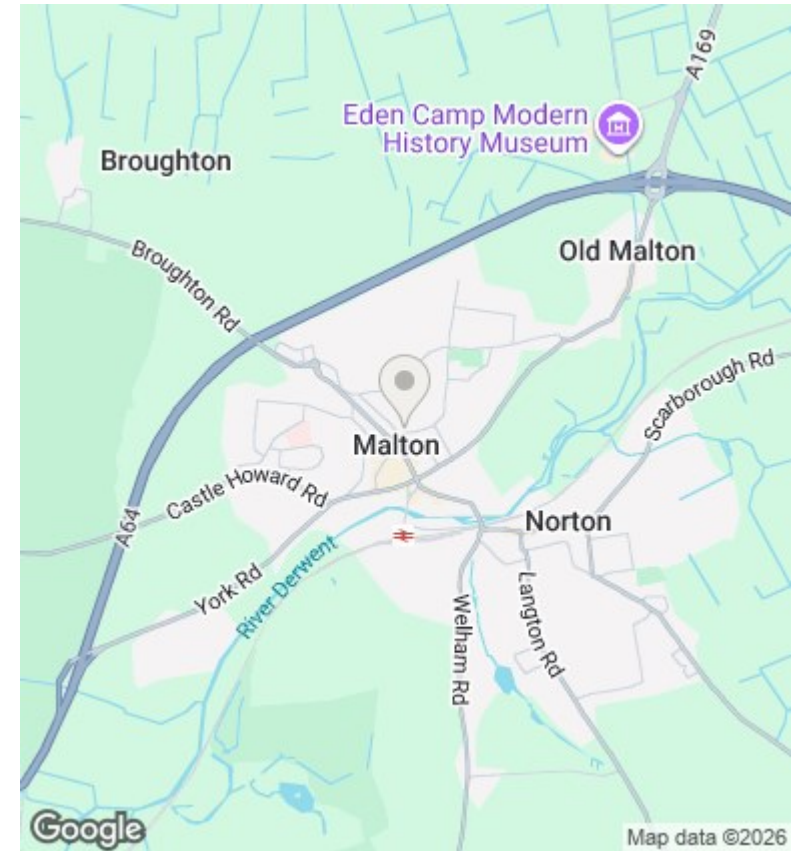 A169
Eden Camp Modern
History Museum
Broughton
Old Malton
Broughton Rd
Scarborough Rd
Malton
Castle Howard Rd
A64
Norton
York Rd
River Derwent
Langton Rd
Welham Rd
Google
Map data ©2026